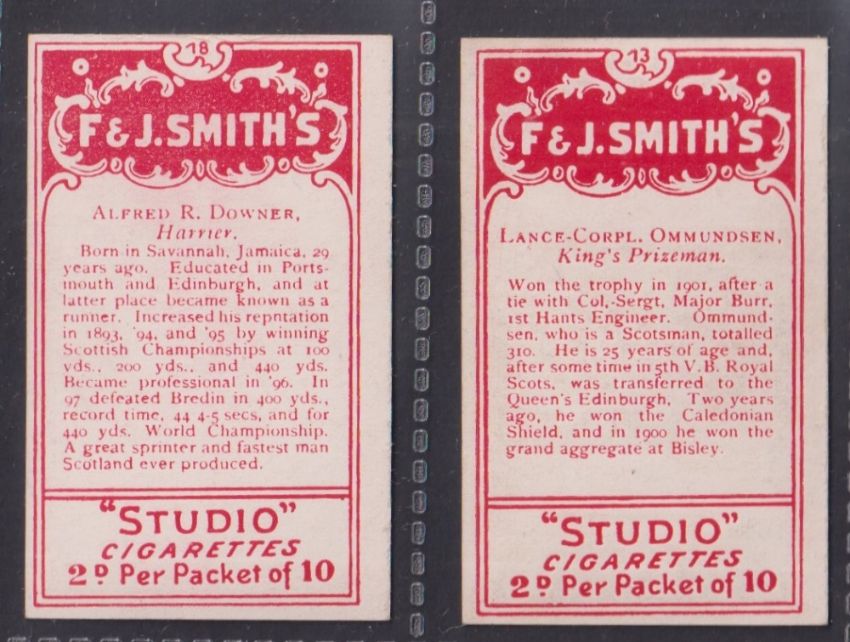 18
F & J. SMITH'S
ALFRED R. DOWNER,
Harrier.
Born in Savannah, Jamaica, 29
years ago. Educated in Ports-
mouth and Edinburgh, and at
latter place became known as a
runner. Increased his repntation
in 1893, '94, and '95 by winning
Scottish Championships at 100
yds., 200 yds., and 440 yds.
Became professional in '96. In
97 defeated Bredin in 400 yds.,
record time, 44 4-5 secs, and for
440 yds. World Championship.
A great sprinter and fastest man
Scotland ever produced.
"STUDIO"
CIGARETTES
2D Per Packet of 10
13
F & J. SMITH'S
LANCE-CORPL. OMMUNDSEN,
King's Prizeman.
Won the trophy in 1901, after a
tie with Col,-Sergt, Major Burr,
1st Hants Engineer. Ommund-
sen, who is a Scotsman, totalled
310. He is 25 years of age and,
after some time in 5th V.B. Royal
Scots, was transferred to the
Queen's Edinburgh, Two years
ago, he won the Caledonian
Shield, and in 1900 he won the
grand aggregate at Bisley.
"STUDIO"
CIGARETTES
2D Per Packet of 10